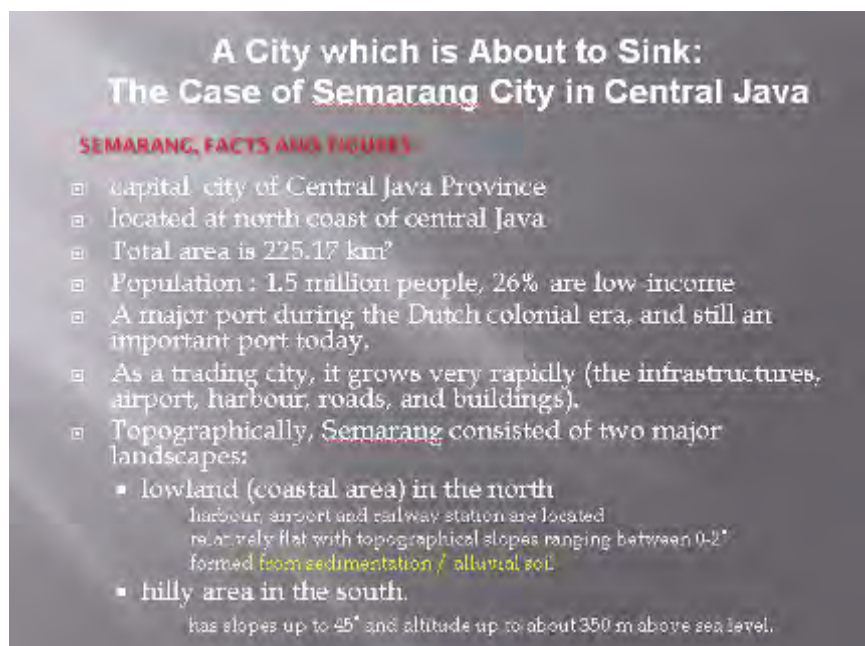 A City which is About to Sink:
The Case of Semarang City in Central Java
SEMARANG, FACTS AND FIGURES
capital city of Central Java Province
located at north coast of central Java
Total area is 225.17 km²
Population : 1.5 million people, 26% are low income
A major port during the Dutch colonial era, and still an
important port today.
As a trading city, it grows very rapidly (the infrastructures,
airport, harbour, roads, and buildings).
Topographically, Semarang consisted of two major
landscapes:
lowland (coastal area) in the north
harbour, airport and railway station are located
relatively flat with topographical slopes ranging between 0-2°
formed from sedimentation / alluvial soil
hilly area in the south.
has slopes up to 45° and altitude up to about 350 m above sea level.